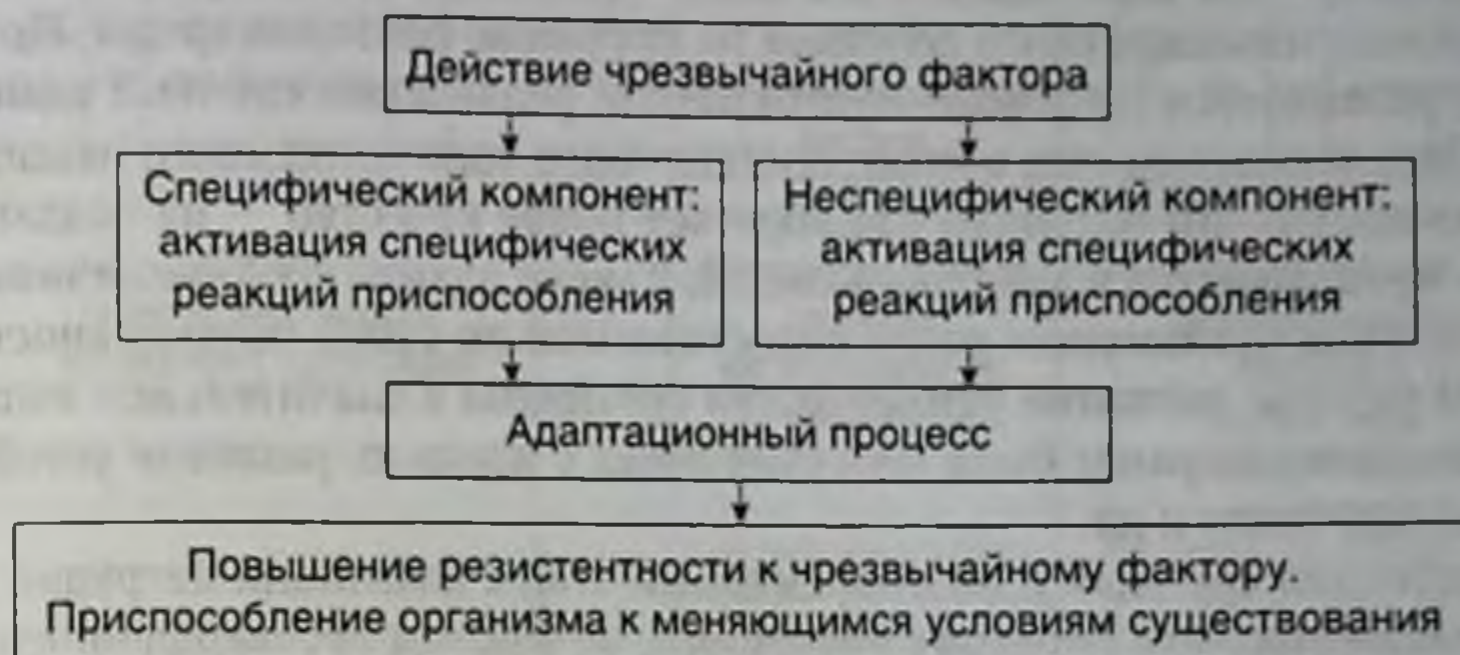 Действие чрезвычайного фактора
Специфический компонент:
активация специфических
реакций приспособления
Неспецифический компонент:
активация специфических
реакций приспособления
Адаптационный процесс
Повышение резистентности к чрезвычайному фактору.
Приспособление организма к меняющимся условиям существования